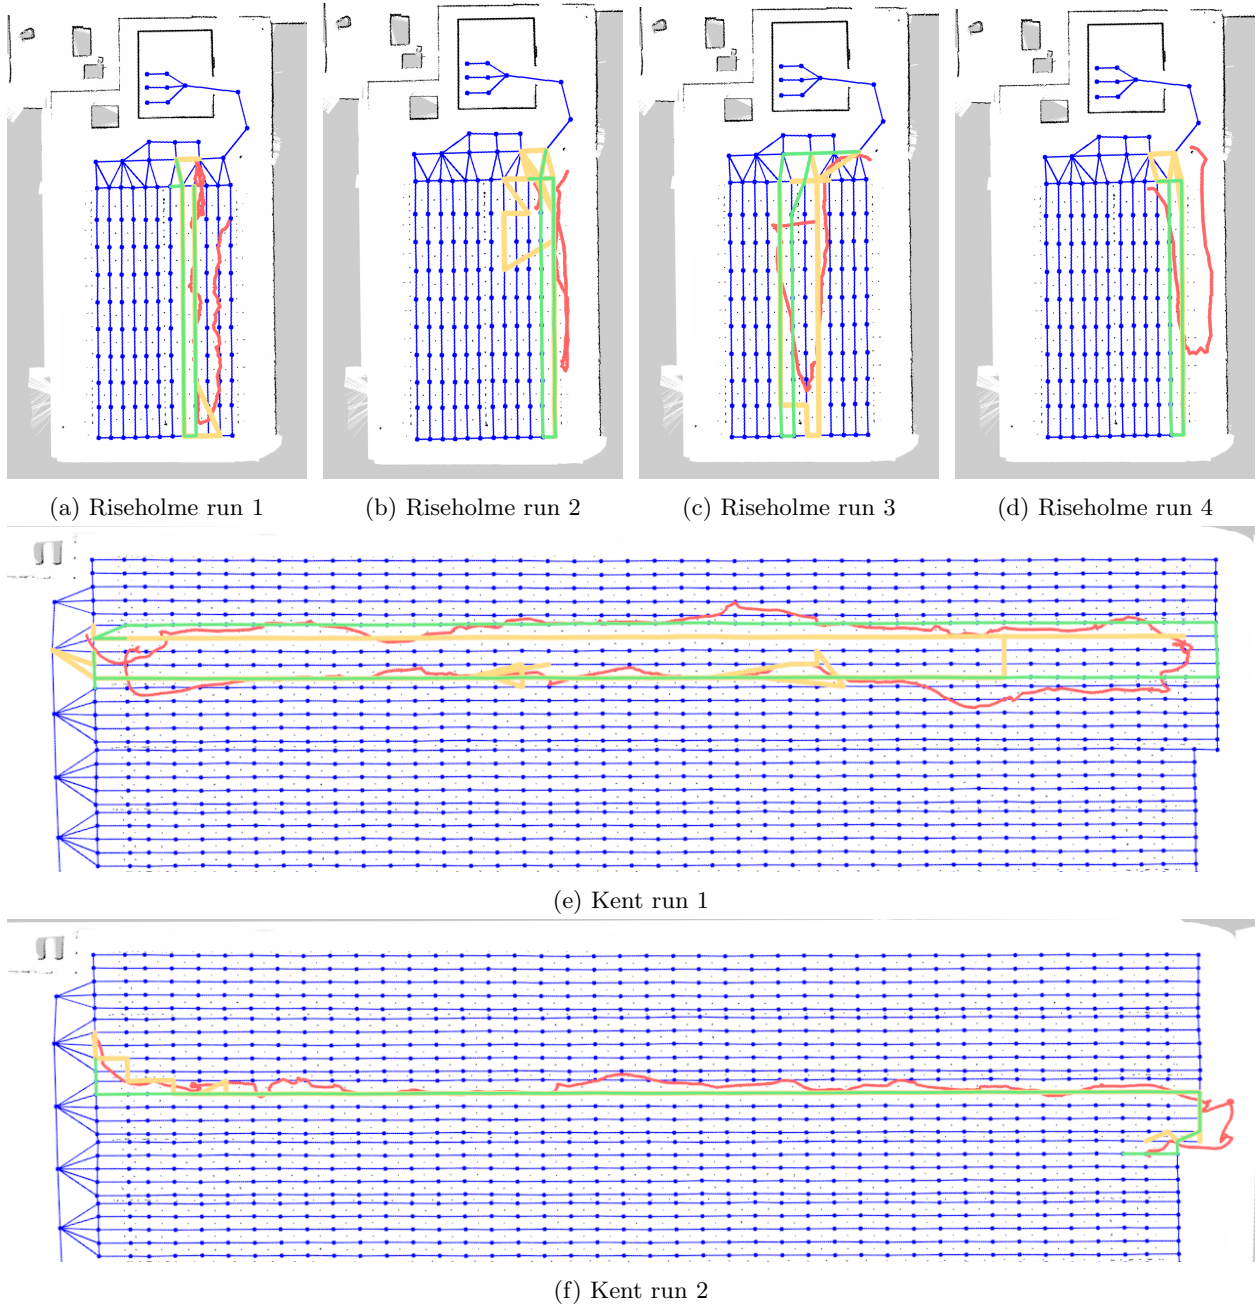 (a) Riseholme run 1
(b) Riseholme run 2
(c) Riseholme run 3
(d) Riseholme run 4
(e) Kent run 1
(f) Kent run 2